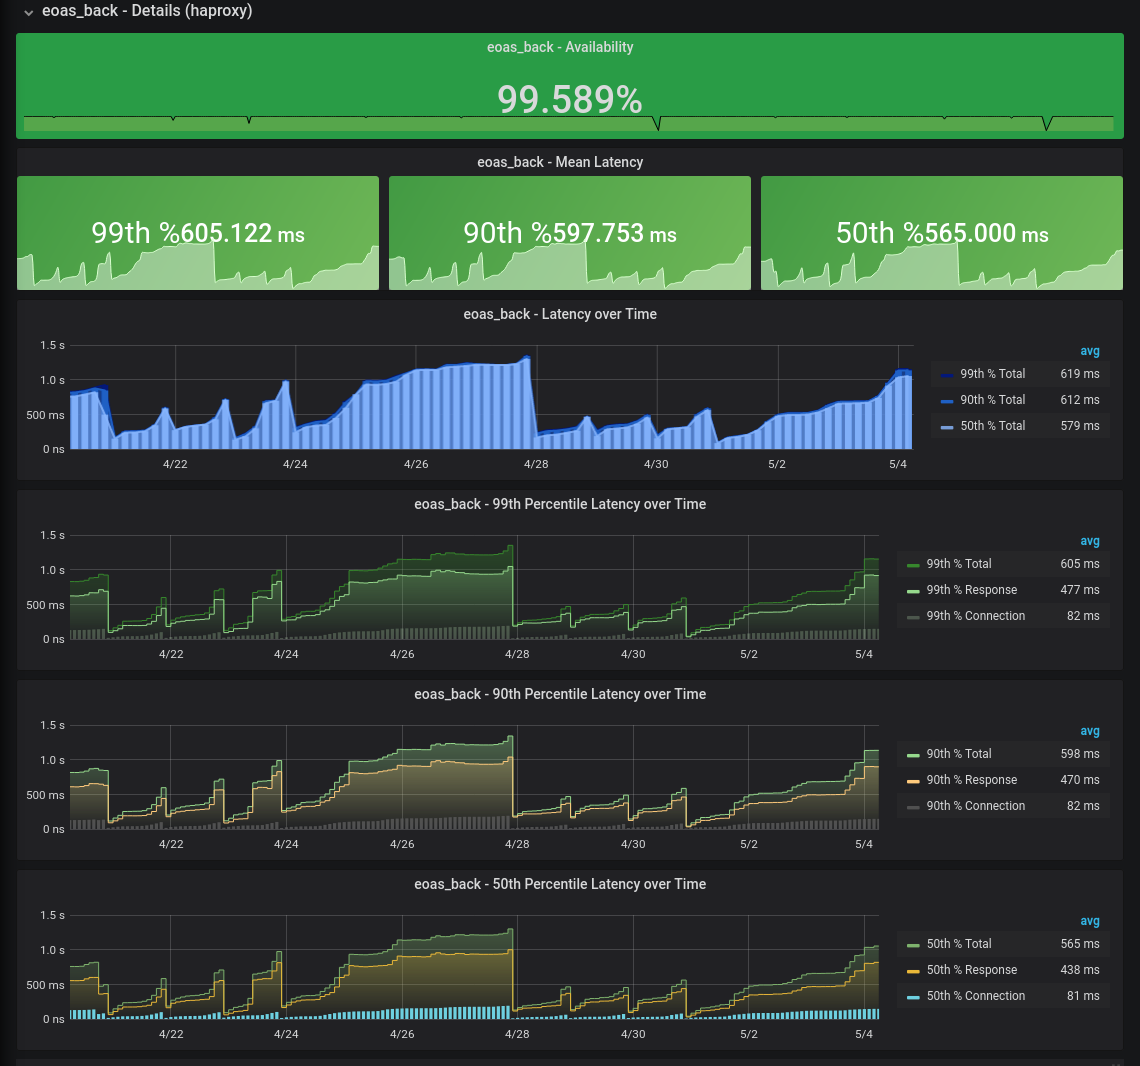 eoas_back - Details (haproxy)
eoas_back - Availability
99.589%
eoas_back - Mean Latency
99th %605.122 ms
90th %597.753 ms
50th %565.000 ms
eoas_back - Latency over Time
1.5 s
1.0 s
500 ms
0 ns
4/22 4/24 4/26 4/28 4/30 5/2 5/4
avg
99th % Total 619 ms
90th % Total 612 ms
50th % Total 579 ms
eoas_back - 99th Percentile Latency over Time
1.5 s
1.0 s
500 ms
0 ns
4/22 4/24 4/26 4/28 4/30 5/2 5/4
avg
99th % Total 605 ms
99th % Response 477 ms
99th % Connection 82 ms
eoas_back - 90th Percentile Latency over Time
1.5 s
1.0 s
500 ms
0 ns
4/22 4/24 4/26 4/28 4/30 5/2 5/4
avg
90th % Total 598 ms
90th % Response 470 ms
90th % Connection 82 ms
eoas_back - 50th Percentile Latency over Time
1.5 s
1.0 s
500 ms
0 ns
4/22 4/24 4/26 4/28 4/30 5/2 5/4
avg
50th % Total 565 ms
50th % Response 438 ms
50th % Connection 81 ms